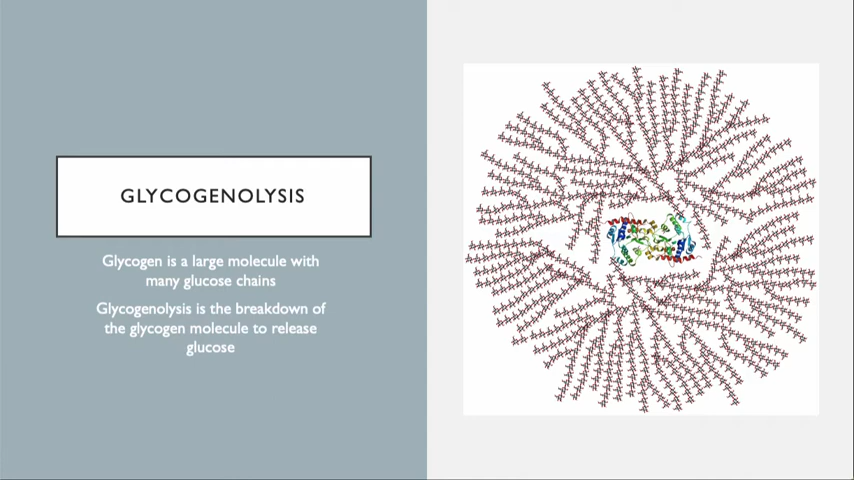 GLYCOGENOLYSIS
Glycogen is a large molecule with
many glucose chains
Glycogenolysis is the breakdown of
the glycogen molecule to release
glucose